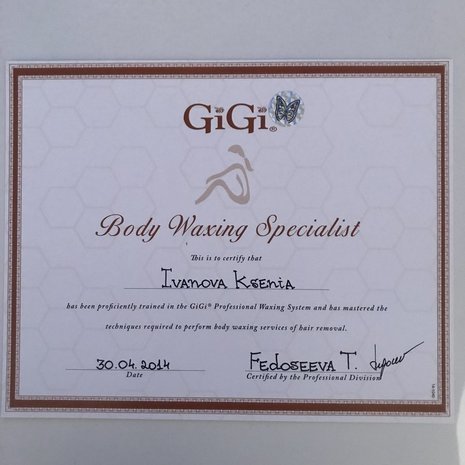 GiGi®
Body Waxing Specialist
This is to certify that
Ivanova Ksenia
has been proficiently trained in the GiGi® Professional Waxing System and has mastered the
techniques required to perform body waxing services of hair removal.
30.04.2014 Fedoseeva T.
Date Certified by the Professional Division